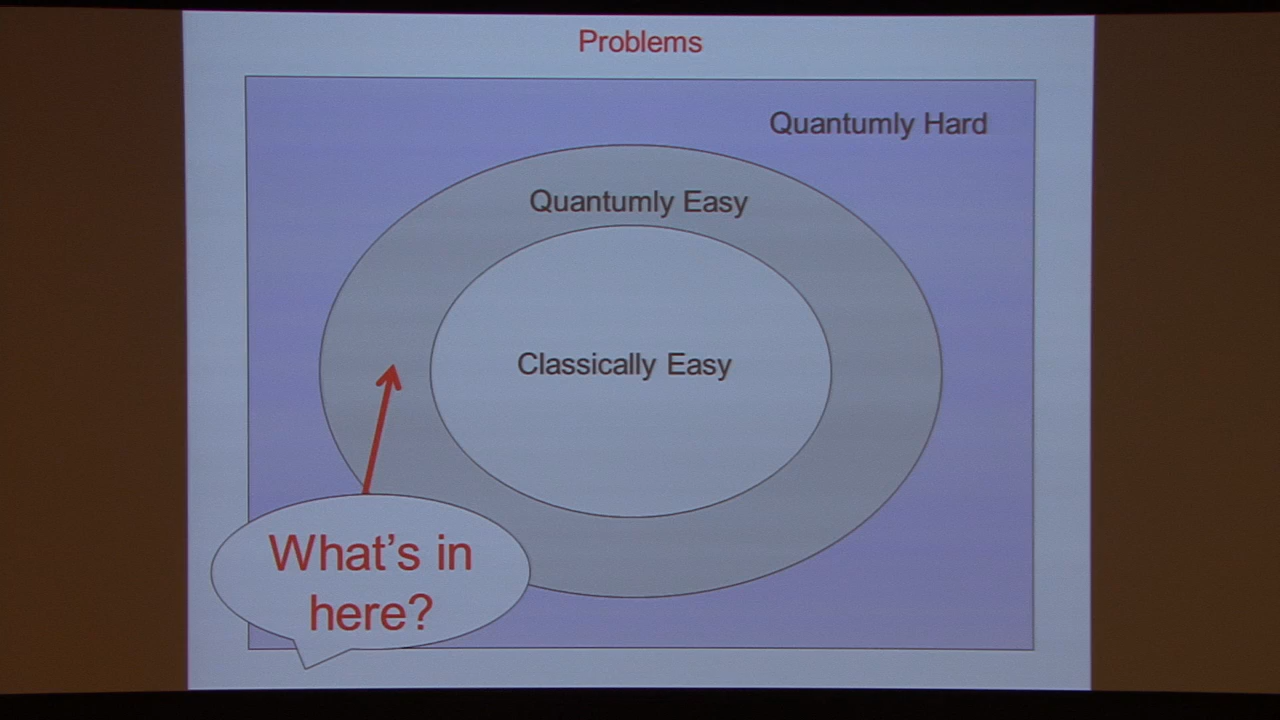 Problems
Quantumly Hard
Quantumly Easy
Classically Easy
What's in
here?